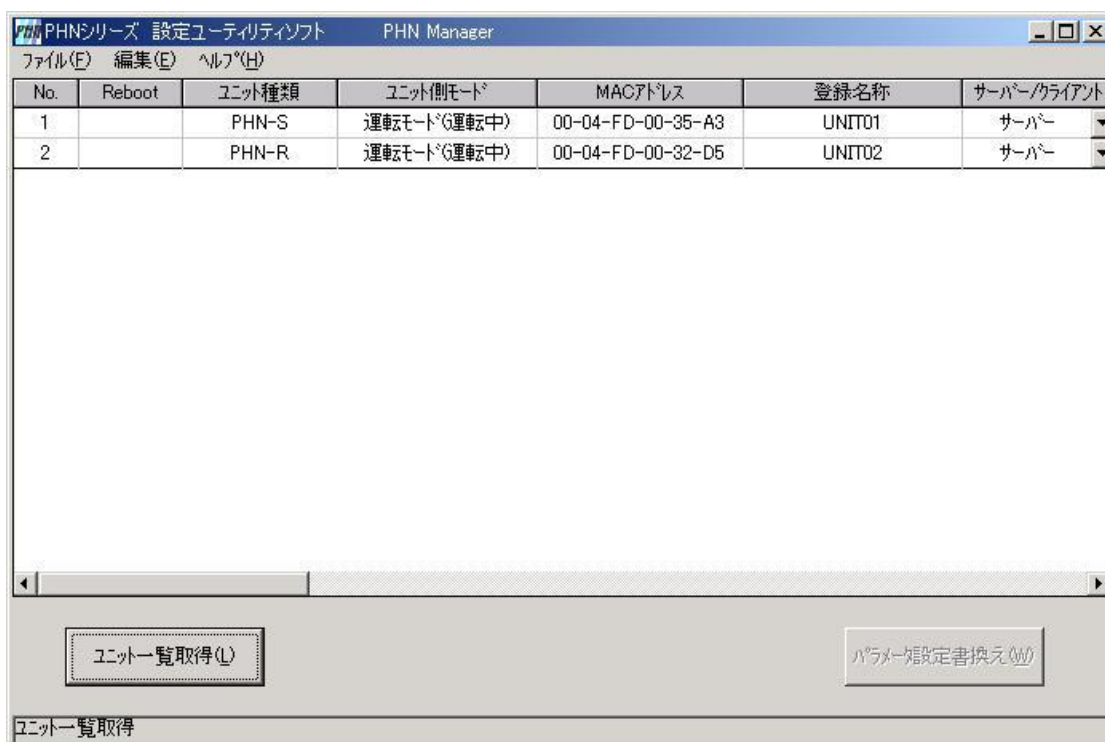 PHN PHNシリーズ 設定ユーティリティソフト PHN Manager
ファイル(F) 編集(E) ヘルプ(H)
No. Reboot ユニット種類 ユニット側モード MACアドレス 登録名称 サーバー/クライアント
1 PHN-S 運転モード(運転中) 00-04-FD-00-35-A3 UNIT01 サーバー
2 PHN-R 運転モード(運転中) 00-04-FD-00-32-D5 UNIT02 サーバー
ユニット一覧取得(L) パラメータ設定書換え(W)
ユニット一覧取得